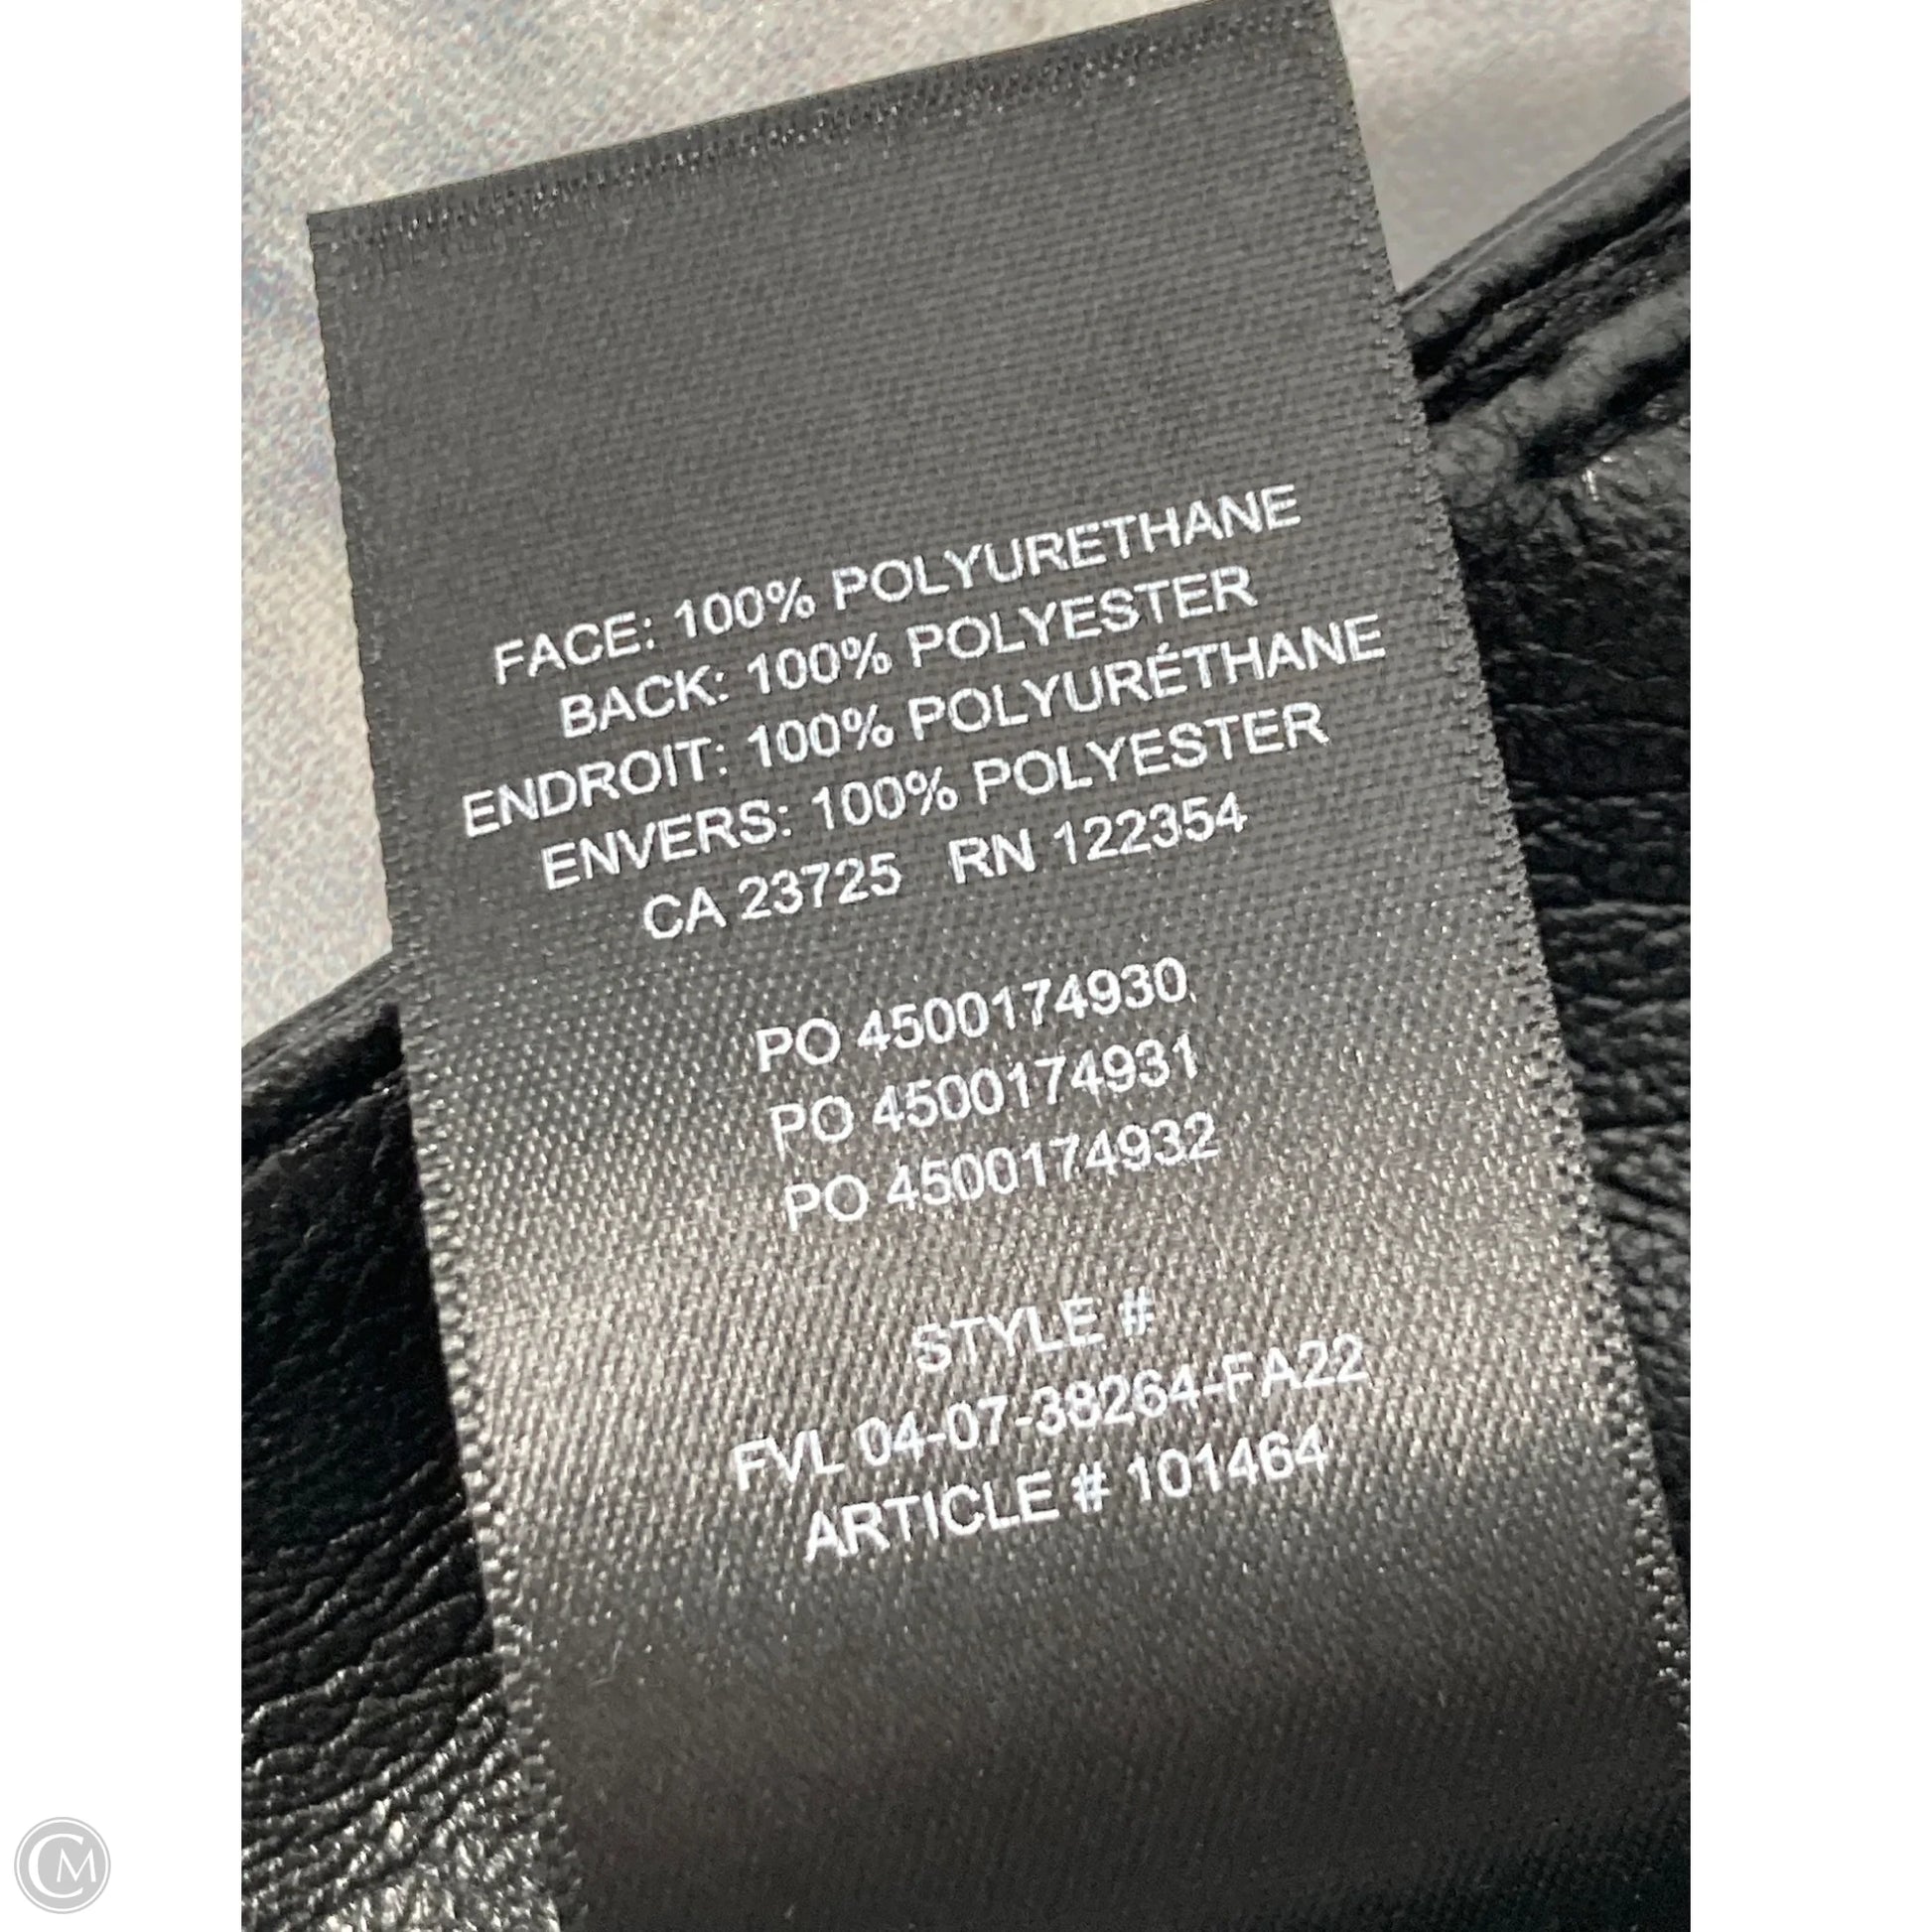 FACE: 100% POLYURETHANE
BACK: 100% POLYESTER
ENDROIT: 100% POLYURÉTHANE
ENVERS: 100% POLYESTER
CA 23725 RN 122354
PO 4500174930
PO 4500174931
PO 4500174932
STYLE #
FVL 04-07-38264-FA22
ARTICLE # 101464
CM